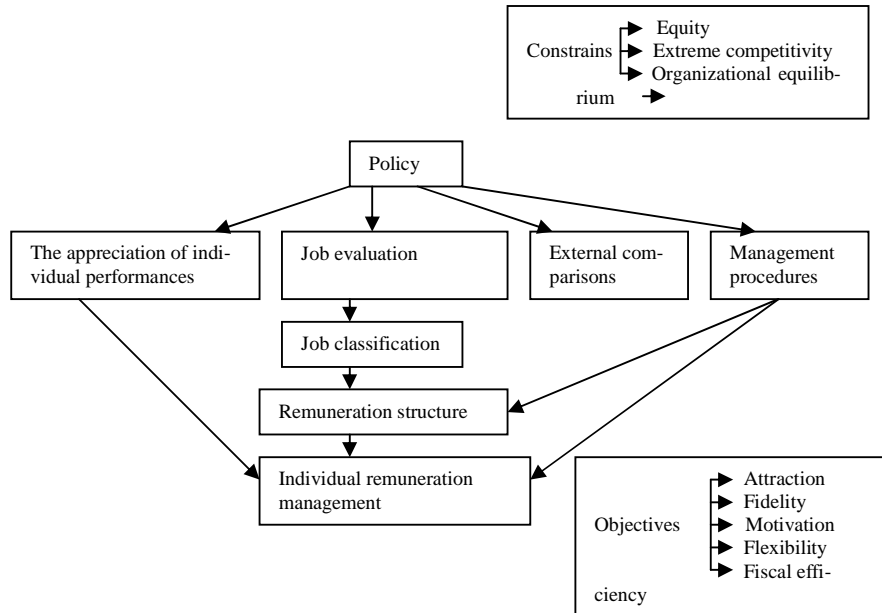 Equity
Constrains Extreme competitivity
Organizational equilib-
rium
Policy
The appreciation of indi-
vidual performances
Job evaluation
External com-
parisons
Management
procedures
Job classification
Remuneration structure
Individual remuneration
management
Attraction
Fidelity
Objectives Motivation
Flexibility
Fiscal effi-
ciency